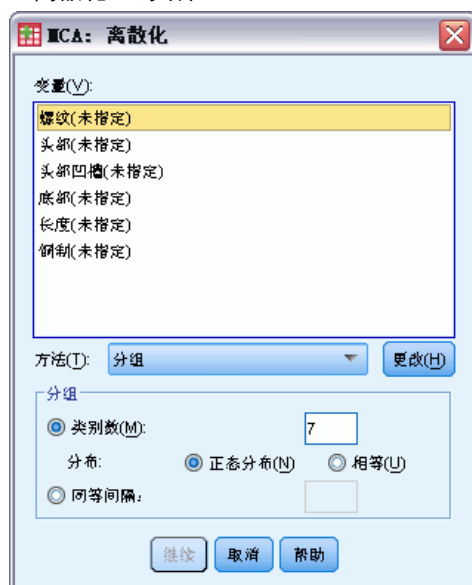 MCA: 离散化
变量(V):
螺纹(未指定)
头部(未指定)
头部凹槽(未指定)
底部(未指定)
长度(未指定)
铜制(未指定)
方法(T): 分组 更改(H)
分组
类别数(M): 7
分布: 正态分布(N) 相等(U)
同等间隔:
继续 取消 帮助